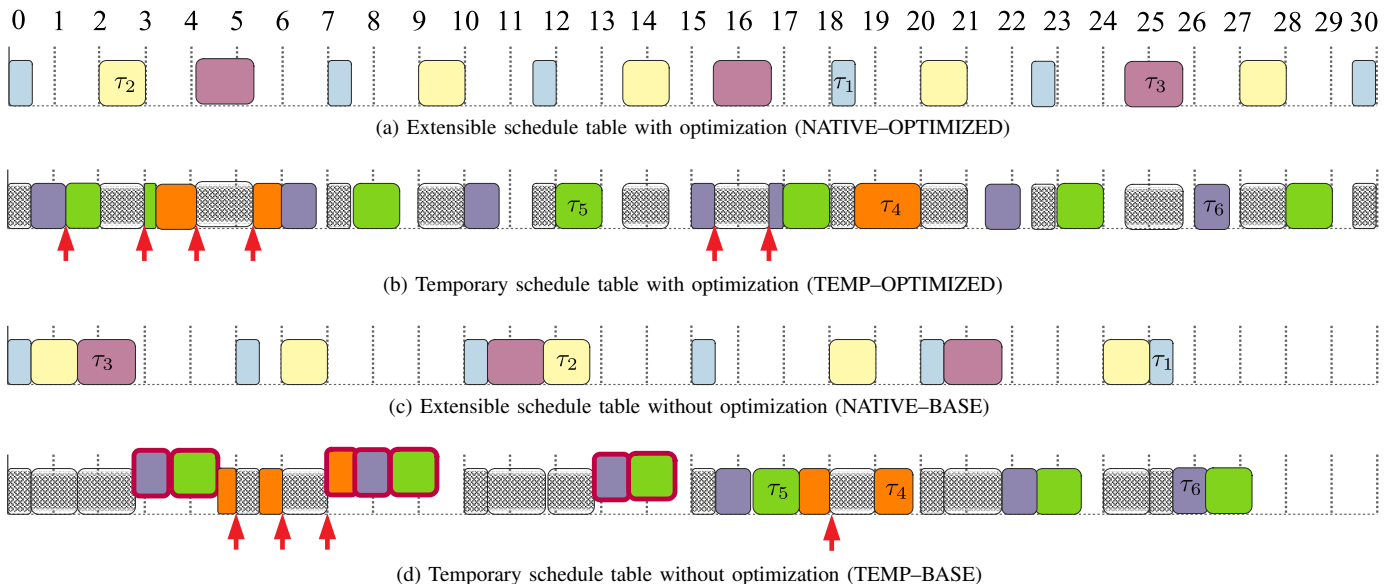 0 1 2 3 4 5 6 7 8 9 10 11 12 13 14 15 16 17 18 19 20 21 22 23 24 25 26 27 28 29 30
τ2 τ1 τ3
(a) Extensible schedule table with optimization (NATIVE–OPTIMIZED)
τ5 τ4 τ6
(b) Temporary schedule table with optimization (TEMP–OPTIMIZED)
τ3 τ2 τ1
(c) Extensible schedule table without optimization (NATIVE–BASE)
τ5 τ4 τ6
(d) Temporary schedule table without optimization (TEMP–BASE)